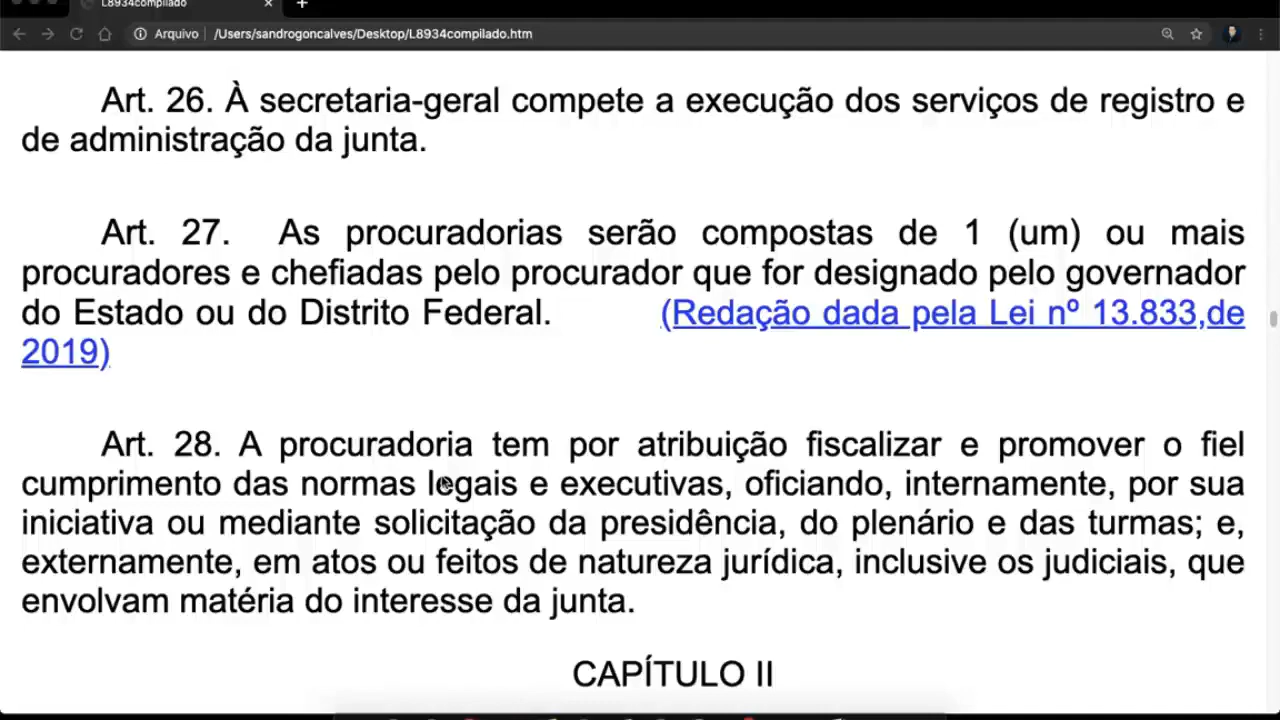 L8934compilado
Arquivo /Users/sandrogoncalves/Desktop/L8934compilado.htm
Art. 26. À secretaria-geral compete a execução dos serviços de registro e
de administração da junta.
Art. 27. As procuradorias serão compostas de 1 (um) ou mais
procuradores e chefiadas pelo procurador que for designado pelo governador
do Estado ou do Distrito Federal. (Redação dada pela Lei nº 13.833,de
2019)
Art. 28. A procuradoria tem por atribuição fiscalizar e promover o fiel
cumprimento das normas legais e executivas, oficiando, internamente, por sua
iniciativa ou mediante solicitação da presidência, do plenário e das turmas; e,
externamente, em atos ou feitos de natureza jurídica, inclusive os judiciais, que
envolvam matéria do interesse da junta.
CAPÍTULO II